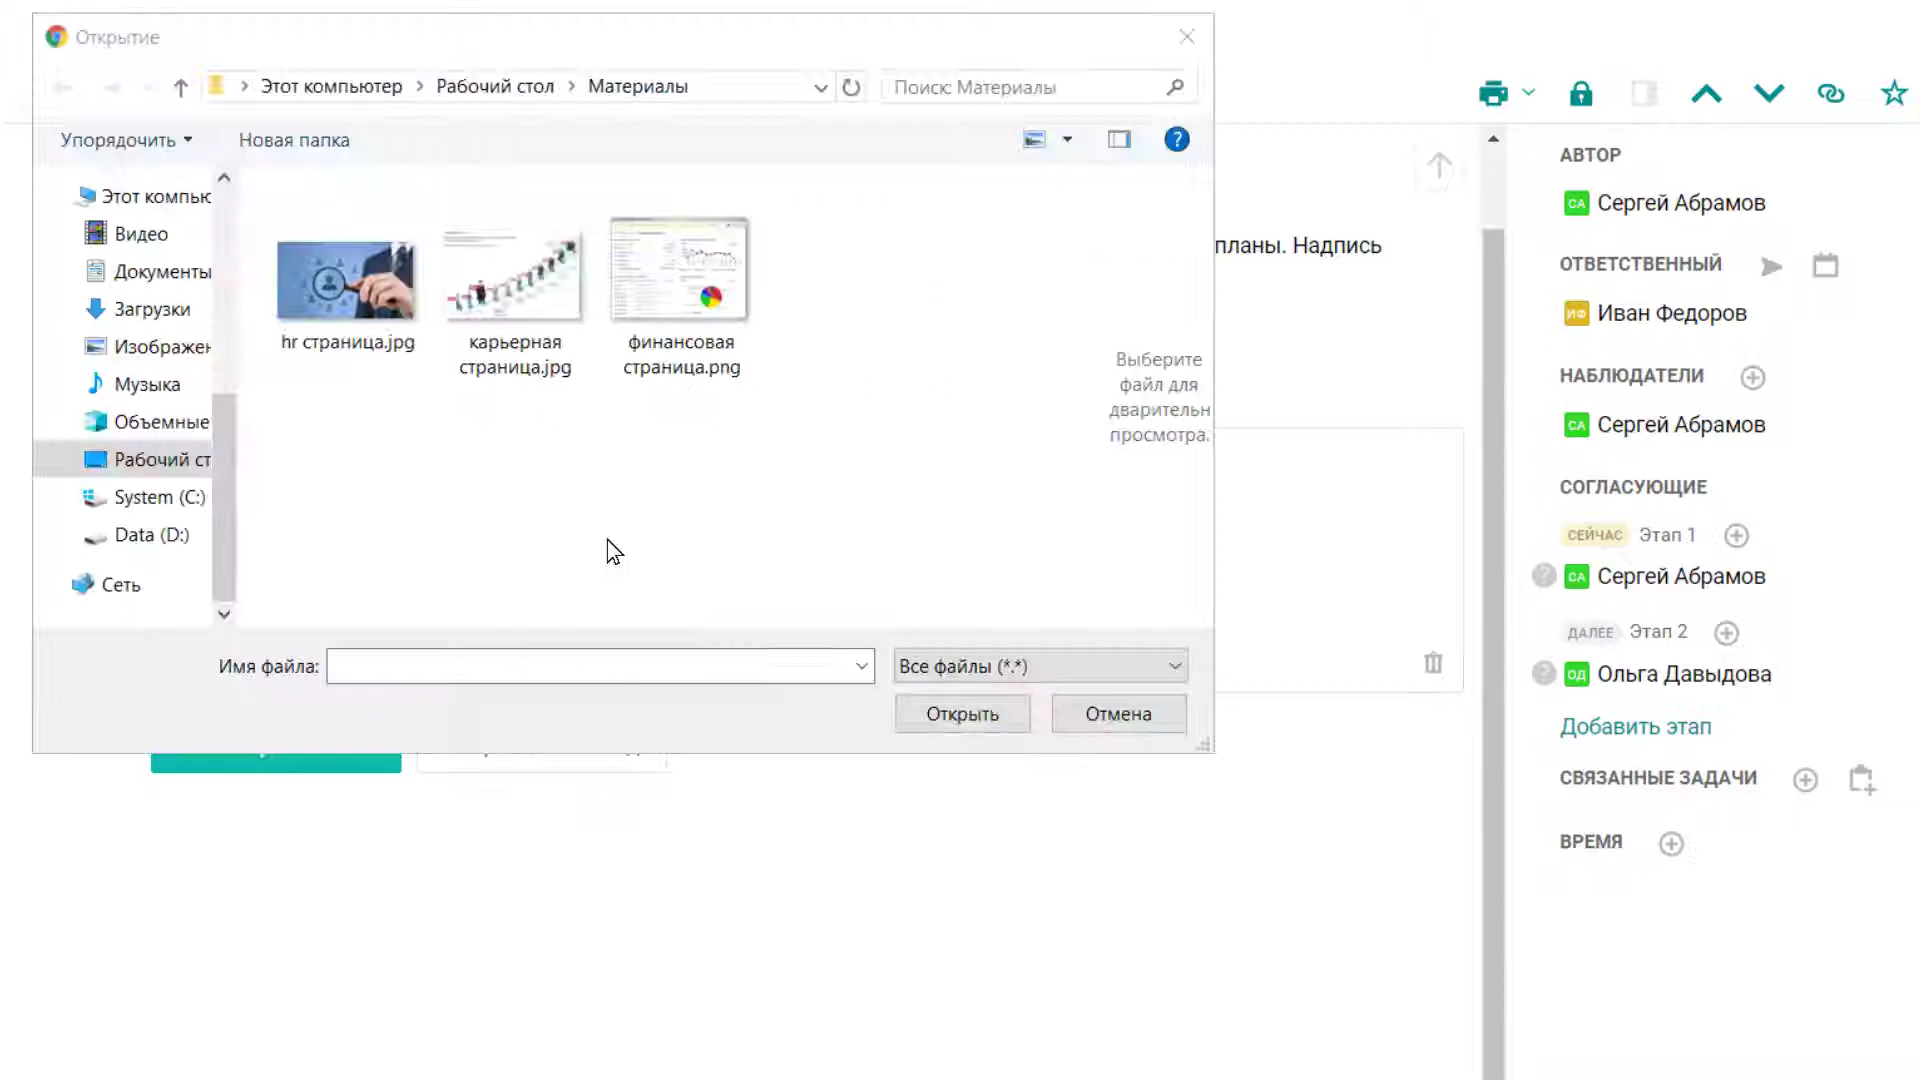 Открытие
Этот компьютер
Рабочий стол
Материалы
Поиск: Материалы
Упорядочить
Новая папка
?
Этот компьюс
Видео
Документы
Загрузки
Изображен
Музыка
Объемные
Рабочий ст
System (C:)
Data (D:)
Сеть
hr страница.jpg
карьерная
страница.jpg
финансовая
страница.png
Выберите
файл для
дварительн
просмотра.
Имя файла:
Все файлы (*.*)
Открыть
Отмена
планы. Надпись
АВТОР
СА Сергей Абрамов
ОТВЕТСТВЕННЫЙ
ИФ Иван Федоров
НАБЛЮДАТЕЛИ
СА Сергей Абрамов
СОГЛАСУЮЩИЕ
СЕЙЧАС Этап 1
? СА Сергей Абрамов
ДАЛЕЕ Этап 2
? ОД Ольга Давыдова
Добавить этап
СВЯЗАННЫЕ ЗАДАЧИ
ВРЕМЯ